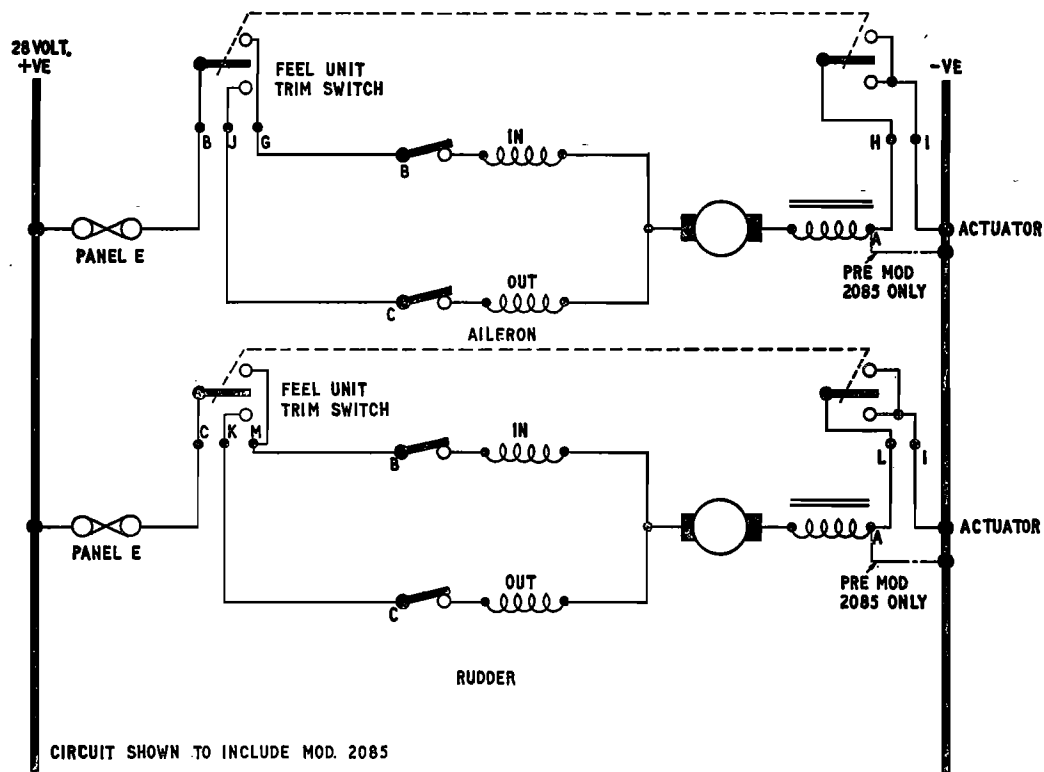 28 VOLT.
+VE
FEEL UNIT
TRIM SWITCH
-VE
B J G
IN
B
H I
PANEL E
A
ACTUATOR
PRE MOD
2085 ONLY
OUT
C
AILERON
FEEL UNIT
TRIM SWITCH
C K M
IN
B
L I
PANEL E
A
ACTUATOR
PRE MOD
2085 ONLY
OUT
C
RUDDER
CIRCUIT SHOWN TO INCLUDE MOD. 2085